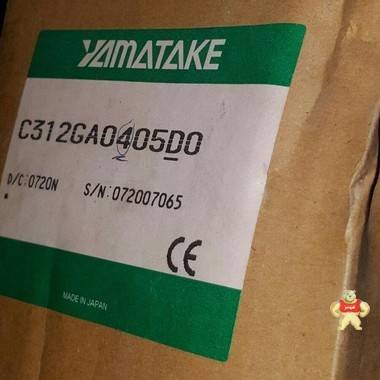 YAMATAKE
C312GA0405D0
D/C:0720N S/N:072007065
CE
MADE IN JAPAN